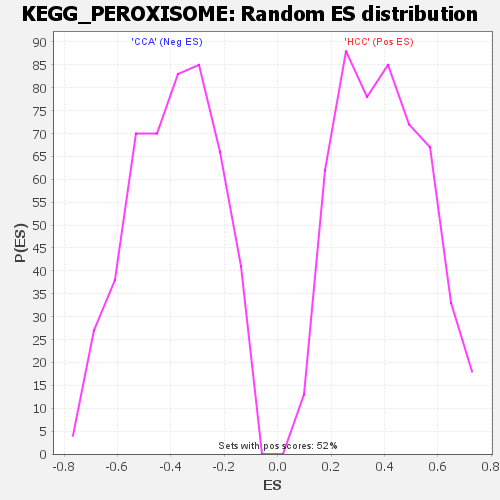 KEGG_PEROXISOME: Random ES distribution
'CCA' (Neg ES)
'HCC' (Pos ES)
90
85
80
75
70
65
60
55
50
45
40
35
30
25
20
15
10
5
0
P(ES)
Sets with pos scores: 52%
-0.8 -0.6 -0.4 -0.2 0.0 0.2 0.4 0.6 0.8
ES